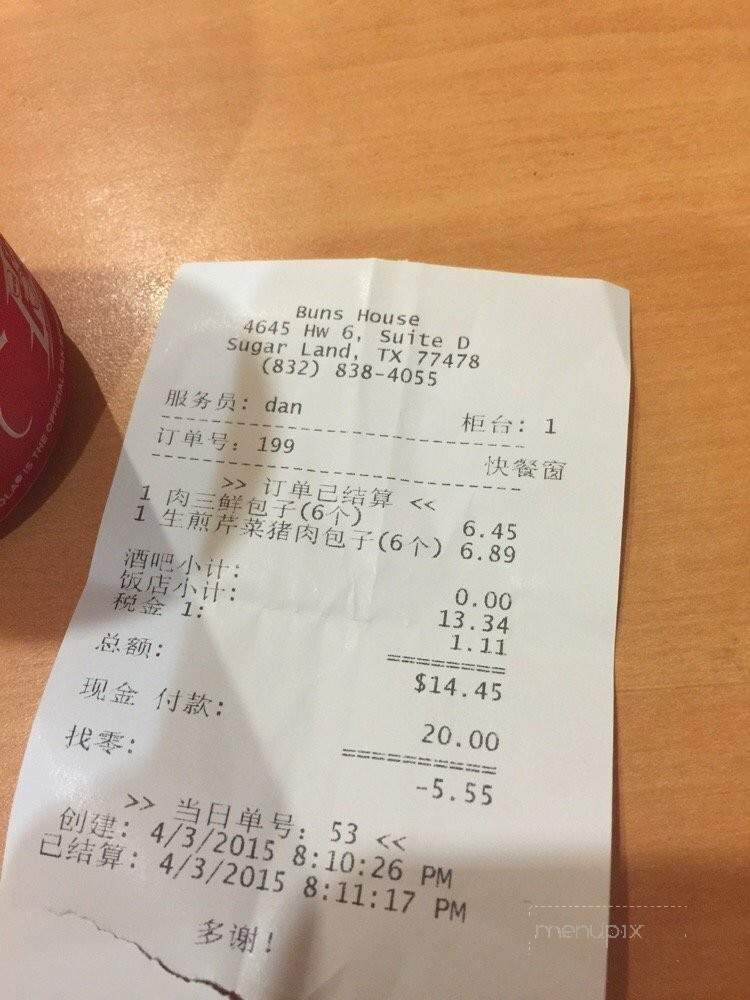 Buns House
4645 Hw 6, Suite D
Sugar Land, TX 77478
(832) 838-4055
服务员: dan 柜台: 1
订单号: 199 快餐窗
>> 订单已结算 <<
1 肉三鲜包子(6个) 6.45
1 生煎芹菜猪肉包子(6个) 6.89
酒吧小计: 0.00
饭店小计: 13.34
税金 1: 1.11
总额: $14.45
现金 付款: 20.00
找零: -5.55
>> 当日单号: 53 <<
创建: 4/3/2015 8:10:26 PM
已结算: 4/3/2015 8:11:17 PM
多谢!
menupix
IS THE OFFICIAL